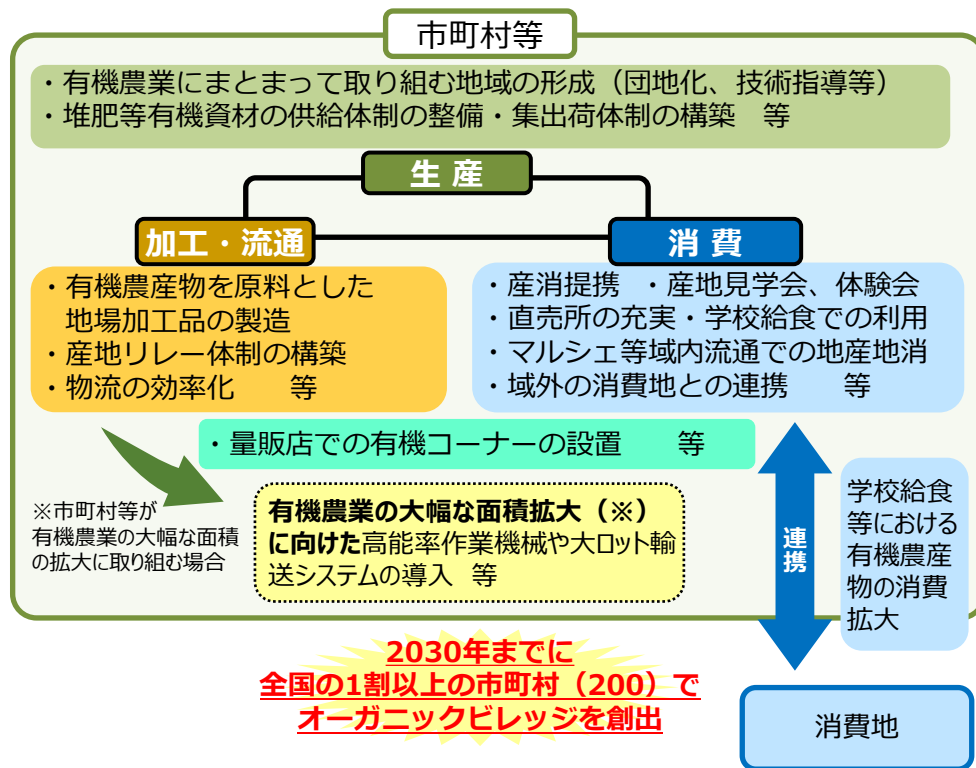 市町村等
・有機農業にまとまって取り組む地域の形成（団地化、技術指導等）
・堆肥等有機資材の供給体制の整備・集出荷体制の構築　等
生 産
加工・流通
消 費
・有機農産物を原料とした
地場加工品の製造
・産地リレー体制の構築
・物流の効率化　　等
・産消提携　・産地見学会、体験会
・直売所の充実・学校給食での利用
・マルシェ等域内流通での地産地消
・域外の消費地との連携　　等
・量販店での有機コーナーの設置　　等
※市町村等が
有機農業の大幅な面積
の拡大に取り組む場合
有機農業の大幅な面積拡大（※）
に向けた高能率作業機械や大ロット輸
送システムの導入　等
連携
学校給食
等における
有機農産
物の消費
拡大
2030年までに
全国の1割以上の市町村（200）で
オーガニックビレッジを創出
消費地